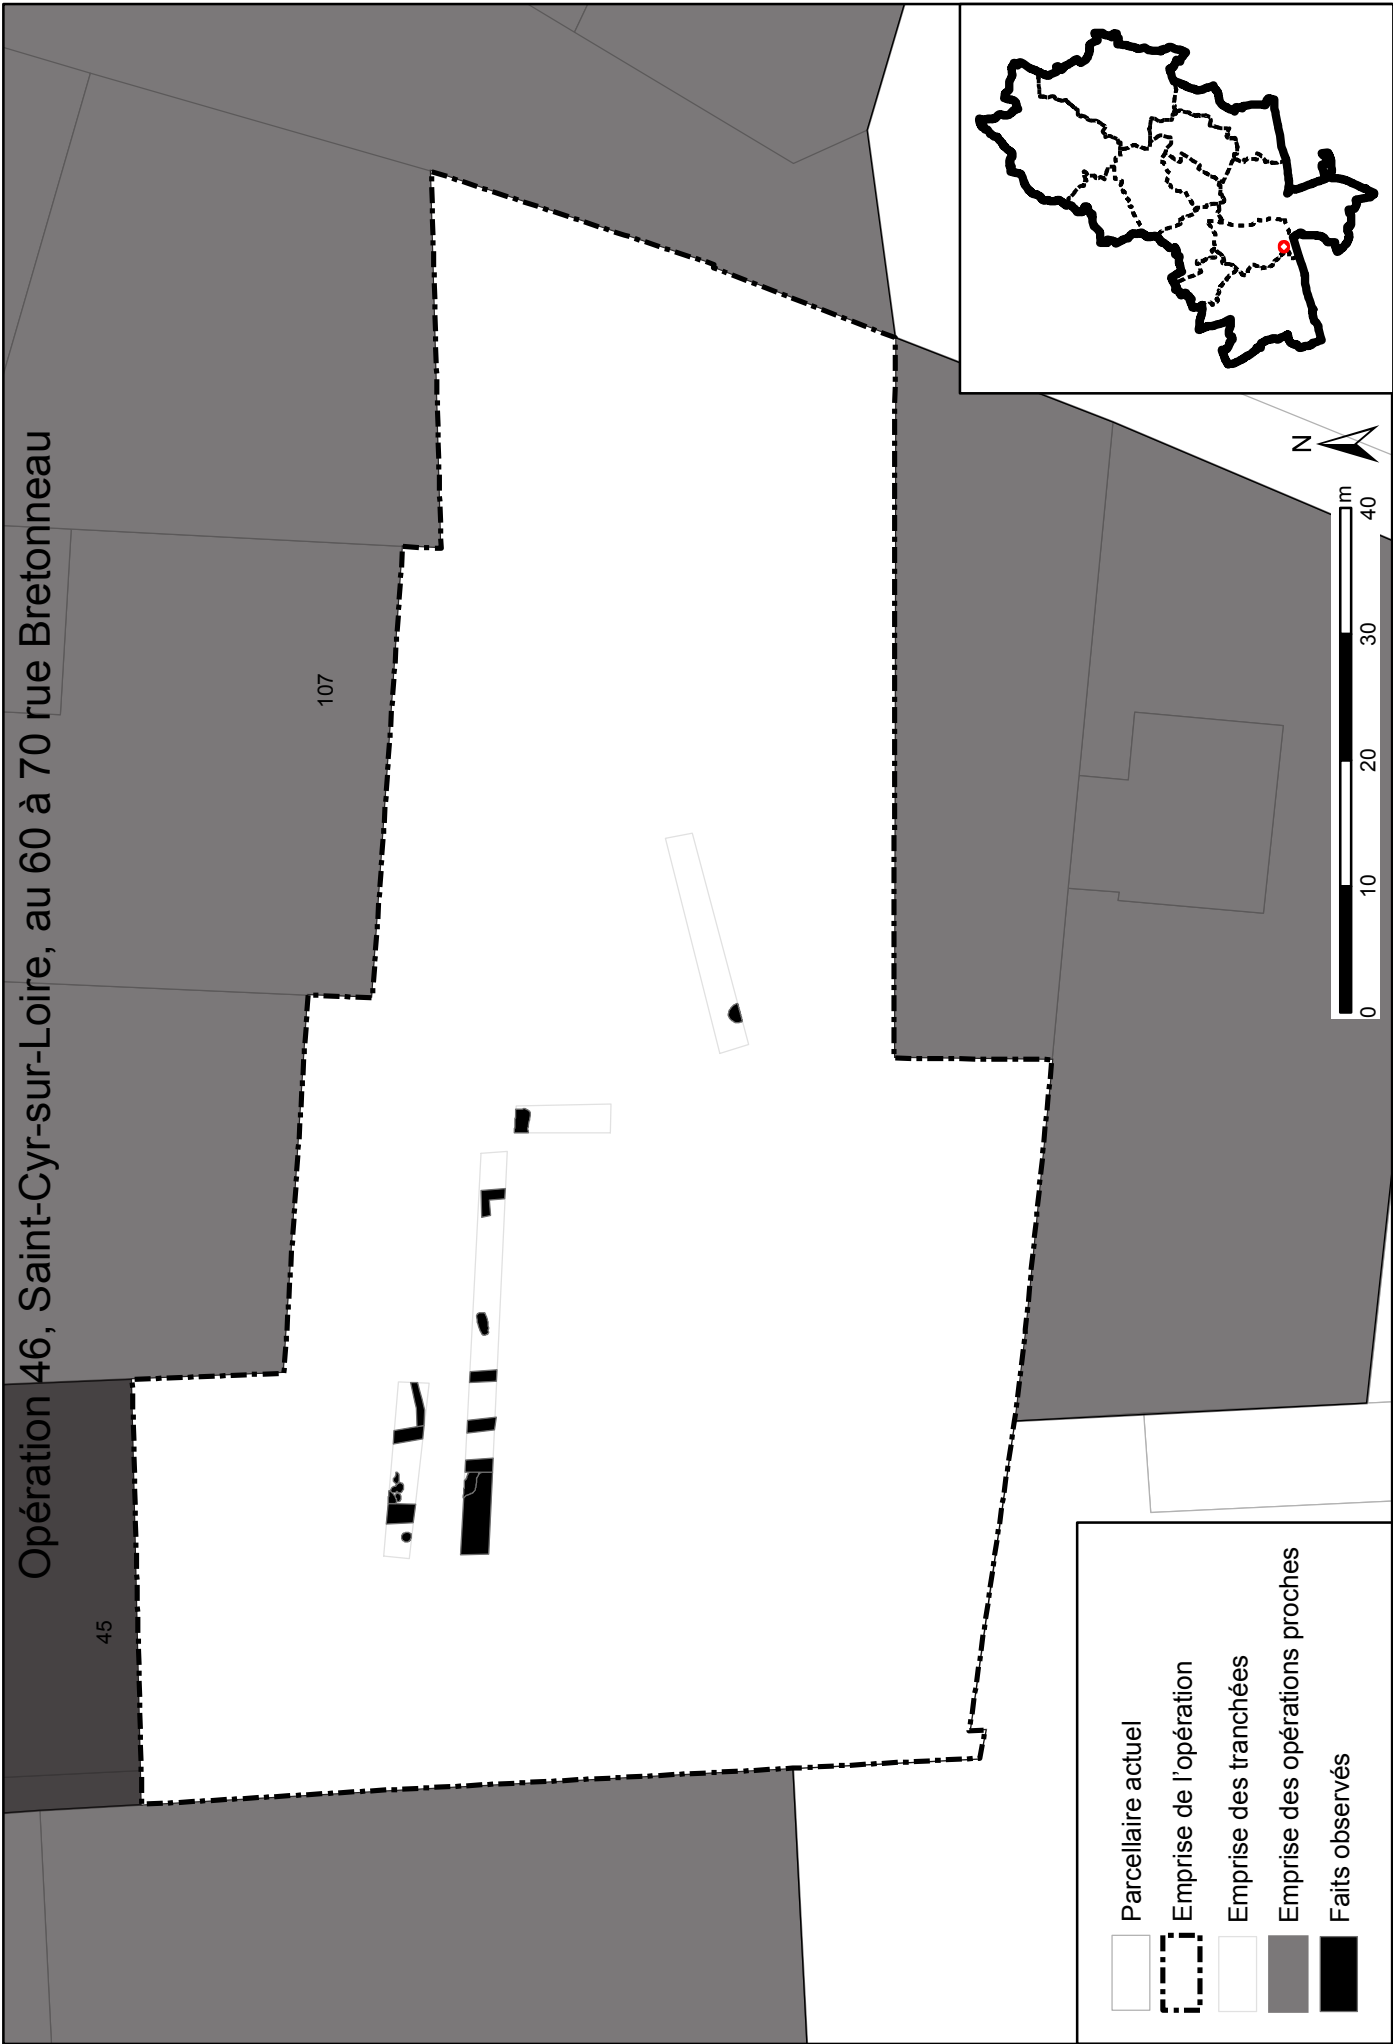 Opération 46, Saint-Cyr-sur-Loire, au 60 à 70 rue Bretonneau
45
107
Parcellaire actuel
Emprise de l'opération
Emprise des tranchées
Emprise des opérations proches
Faits observés
0 10 20 30 40
m
N